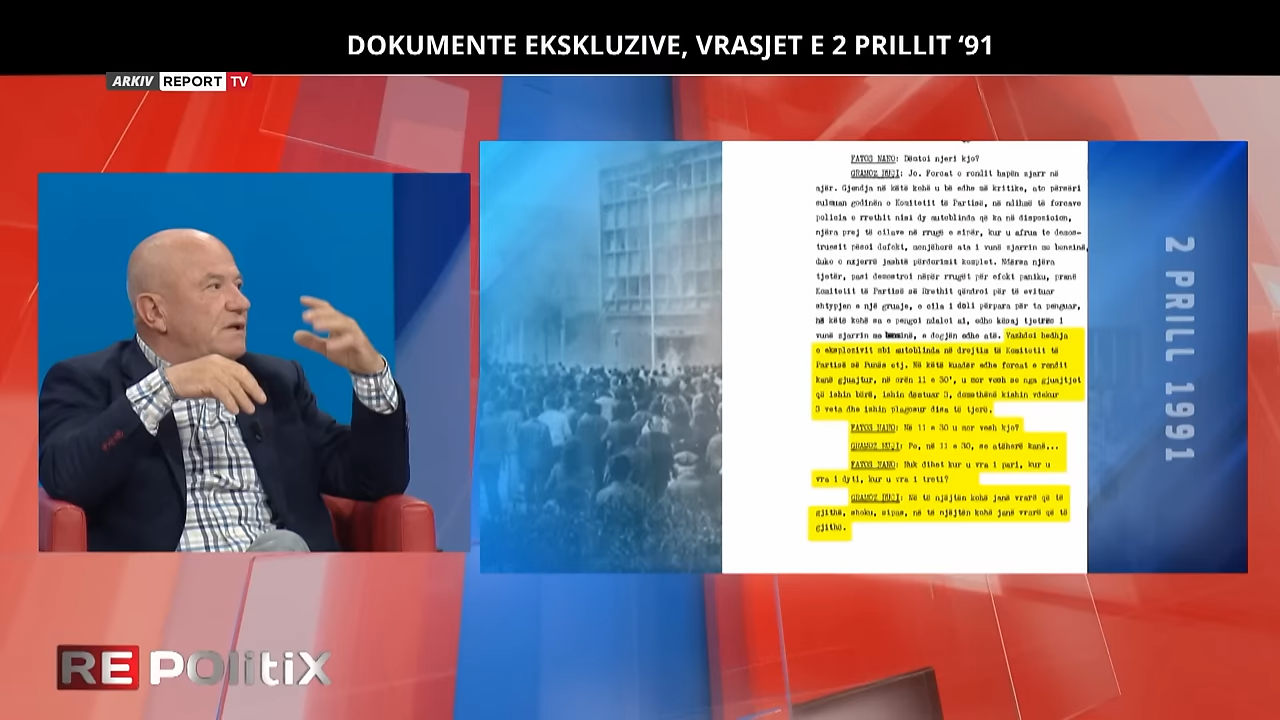 DOKUMENTE EKSKLUZIVE, VRASJET E 2 PRILLIT ‘91
ARKIV REPORT TV
FATOS NANO: Dëmtoi njeri kjo?
GRAMOZ RUÇI: Jo. Forcat e rendit hapën zjarr në
ajër. Gjendja në këtë kohë u bë edhe më kritike, ato përsëri
sulmuan godinën e Komitetit të Partisë, në ndihmë të forcave
policia e rrethit nisi dy autoblinda që ka në dispozicion,
njëra prej të cilave në rrugë e sipër, kur u afrua te demos-
truesit pësoi defekt, menjëherë ata i vunë zjarrin me benzinë,
duke e nxjerrë jashtë përdorimit komplet. Ndërsa njëra
tjetër, pasi demostroi nëpër rrugët për efekt paniku, pranë
Komitetit të Partisë së Rrethit qëndroi për të evituar
shtypjen e një gruaje, e cila i doli përpara për ta penguar,
në këtë kohë sa e pengoi ndaloi ai, edhe kësaj tjetrës i
vunë zjarrin me benzinë, e dogjën edhe atë. Vazhdoi hedhja
e eksplozivit mbi autoblinda në drejtim të Komitetit të
Partisë së Punës etj. Në këtë kuadër edhe forcat e rendit
kanë gjuajtur, në orën 11 e 30', u mor vesh se nga gjuajtjet
që ishin bërë, ishin dëmtuar 3, domethënë kishin vdekur
3 veta dhe ishin plagosur disa të tjerë.
FATOS NANO: Në 11 e 30 u mor vesh kjo?
GRAMOZ RUÇI: Po, në 11 e 30, se atëherë kanë...
FATOS NANO: Nuk dihet kur u vra i pari, kur u
vra i dyti, kur u vra i treti?
GRAMOZ RUÇI: Në të njëjtën kohë janë vrarë që të
gjithë, shoku, sipas, në të njëjtën kohë janë vrarë që të
gjithë.
2 PRILL 1991
REPOLITIX